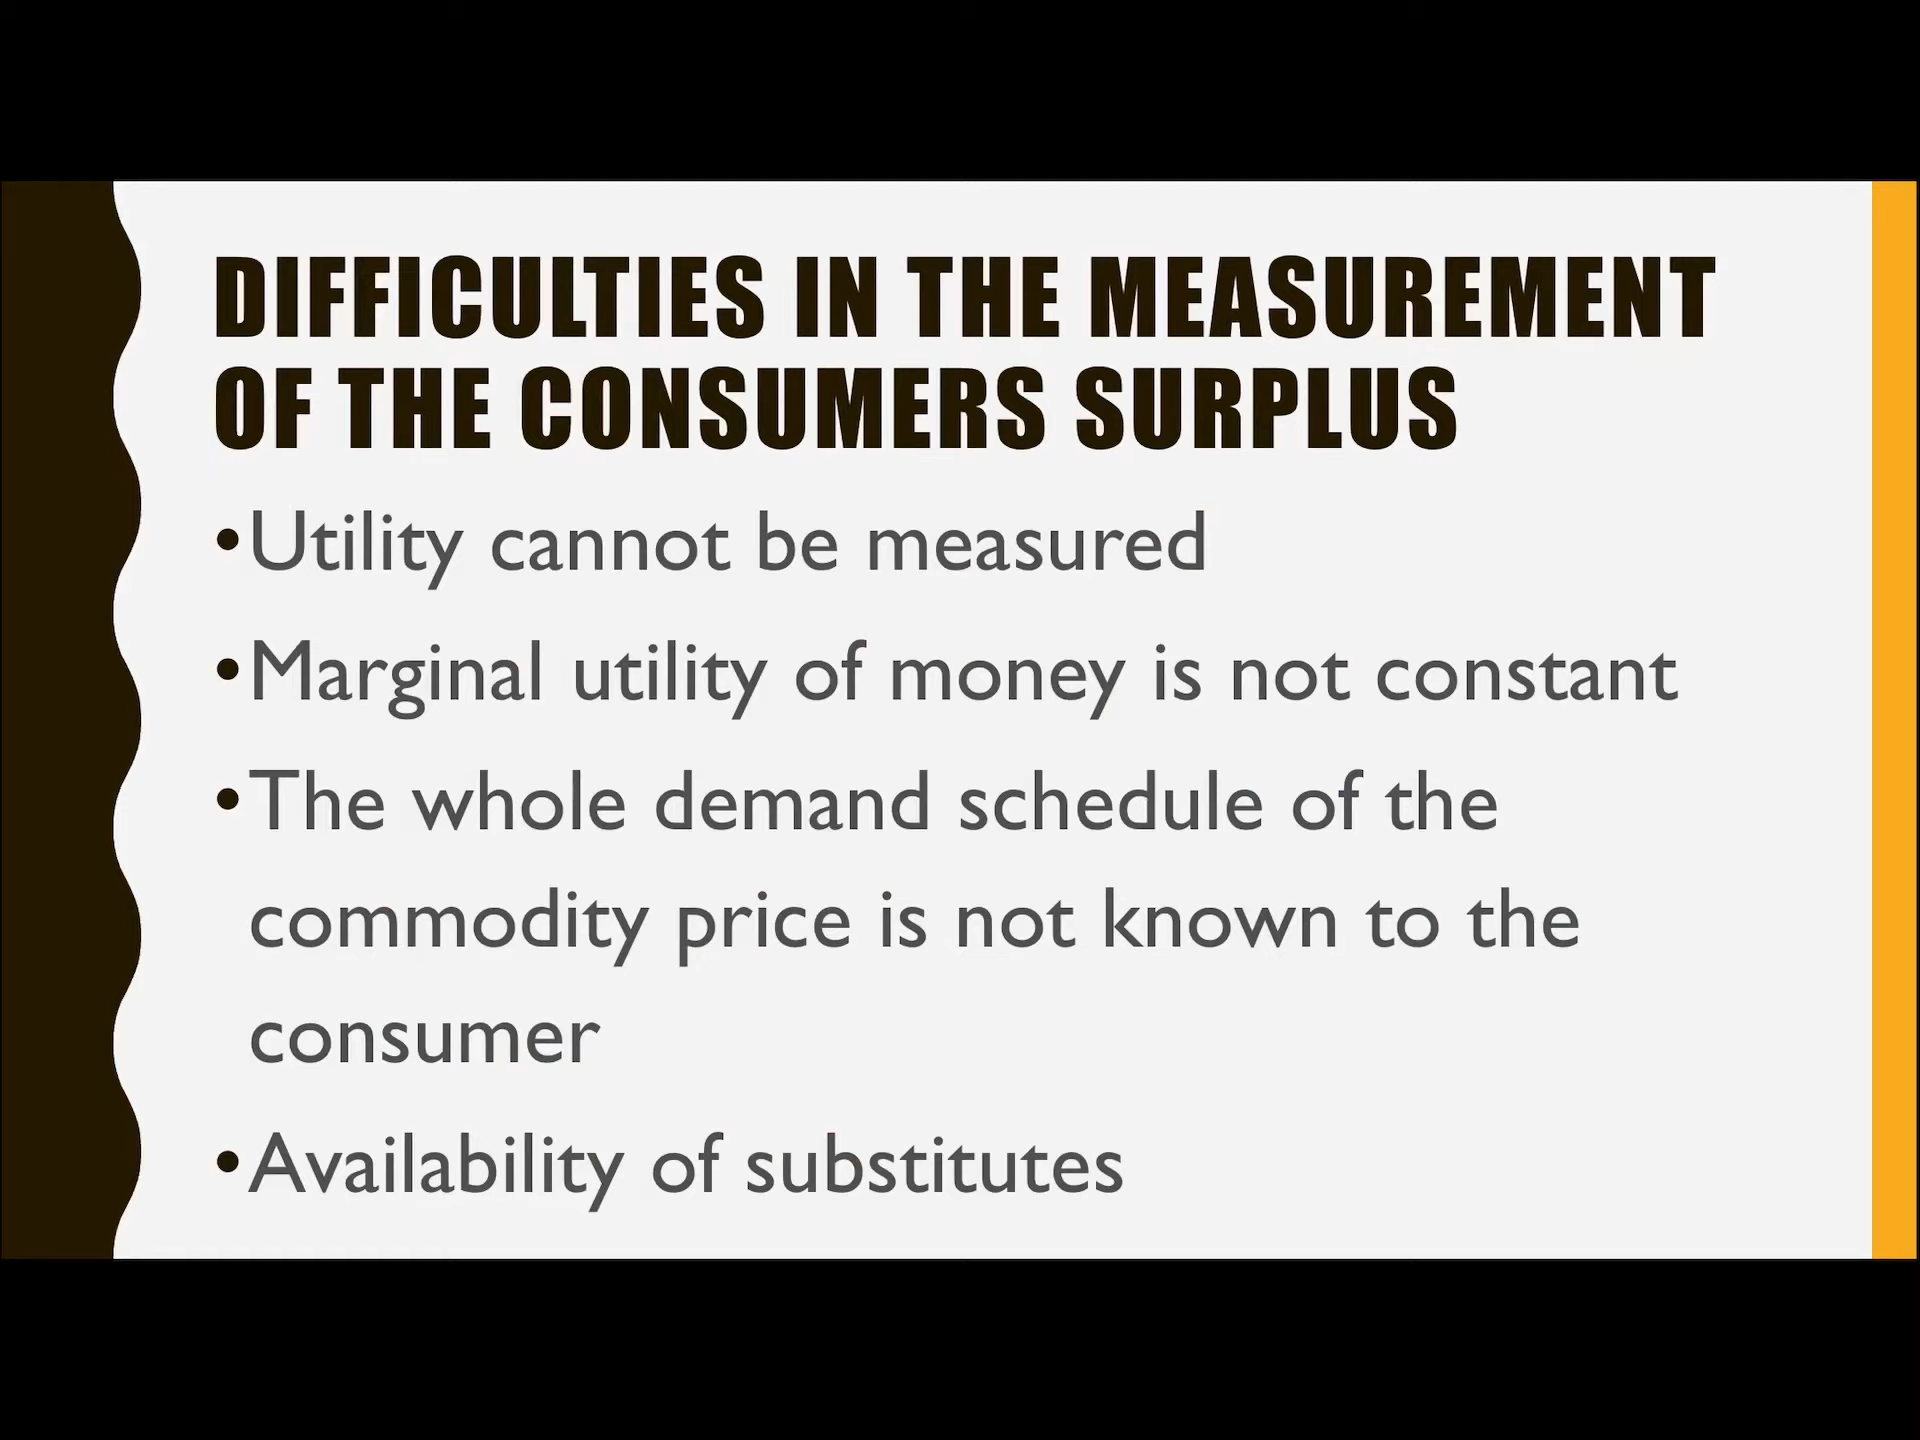 DIFFICULTIES IN THE MEASUREMENT
OF THE CONSUMERS SURPLUS
•Utility cannot be measured
•Marginal utility of money is not constant
•The whole demand schedule of the
commodity price is not known to the
consumer
•Availability of substitutes